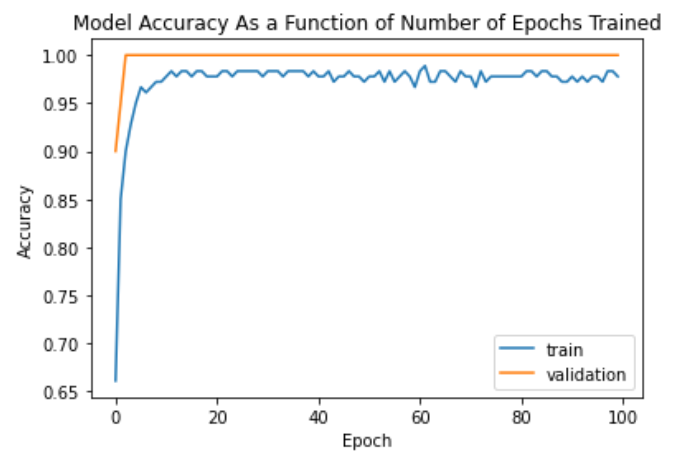 Model Accuracy As a Function of Number of Epochs Trained
1.00
0.95
0.90
0.85
0.80
0.75
0.70
0.65
Accuracy
train
validation
0 20 40 60 80 100
Epoch